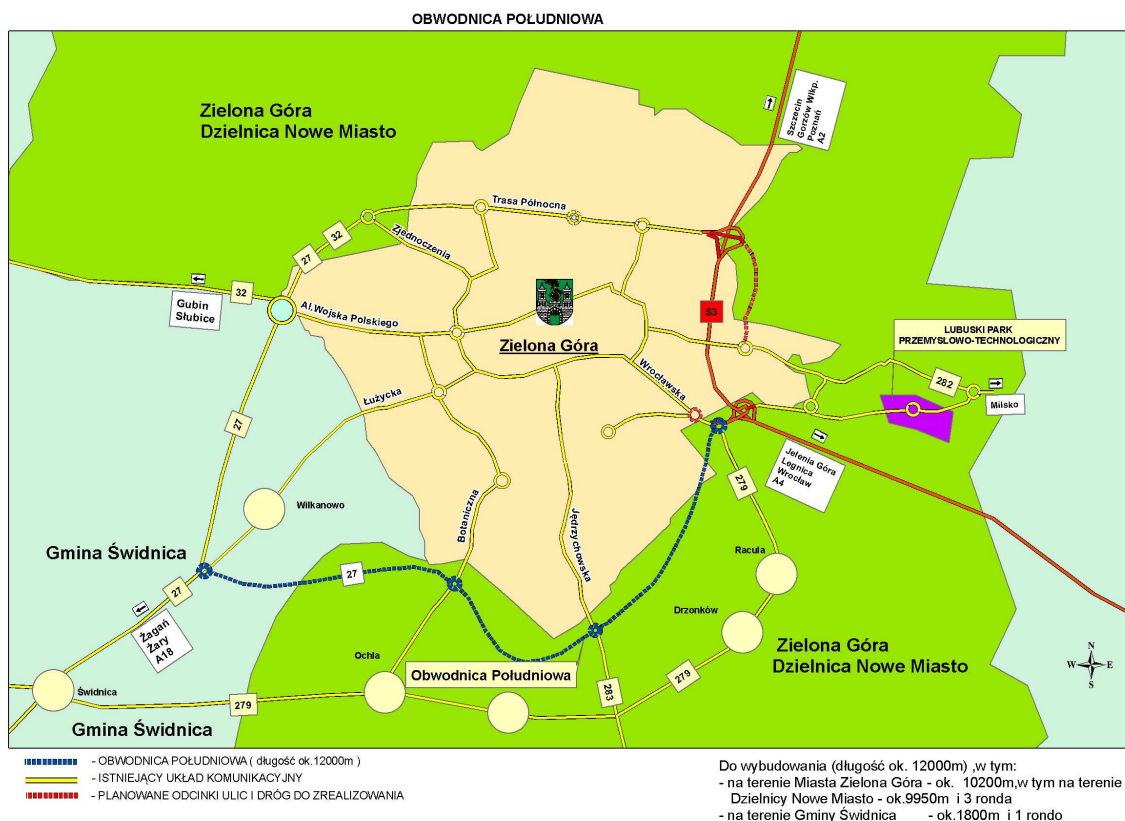 OBWODNICA POŁUDNIOWA
Zielona Góra
Dzielnica Nowe Miasto
Szczecin
Gorzów Wlkp.
Poznań
A2
Trasa Północna
Zjednoczenia
32
27
32
Gubin
Słubice
Al.Wojska Polskiego
Zielona Góra
S3
LUBUSKI PARK
PRZEMYSLOWO-TECHNOLOGICZNY
282
Milsko
Wrocławska
Łużycka
27
Jelenia Góra
Legnica
Wrocław
A4
279
Wilkanowo
Botaniczna
Jędrzychowska
Gmina Świdnica
Racula
27
27
Drzonków
Żagań
Żary
A18
Ochla
Obwodnica Południowa
Zielona Góra
Dzielnica Nowe Miasto
N
W
E
S
Świdnica
279
283
279
Gmina Świdnica
- OBWODNICA POŁUDNIOWA ( długość ok.12000m )
- ISTNIEJĄCY UKŁAD KOMUNIKACYJNY
- PLANOWANE ODCINKI ULIC I DRÓG DO ZREALIZOWANIA
Do wybudowania (długość ok. 12000m) ,w tym:
- na terenie Miasta Zielona Góra - ok. 10200m,w tym na terenie
Dzielnicy Nowe Miasto - ok.9950m i 3 ronda
- na terenie Gminy Świdnica - ok.1800m i 1 rondo